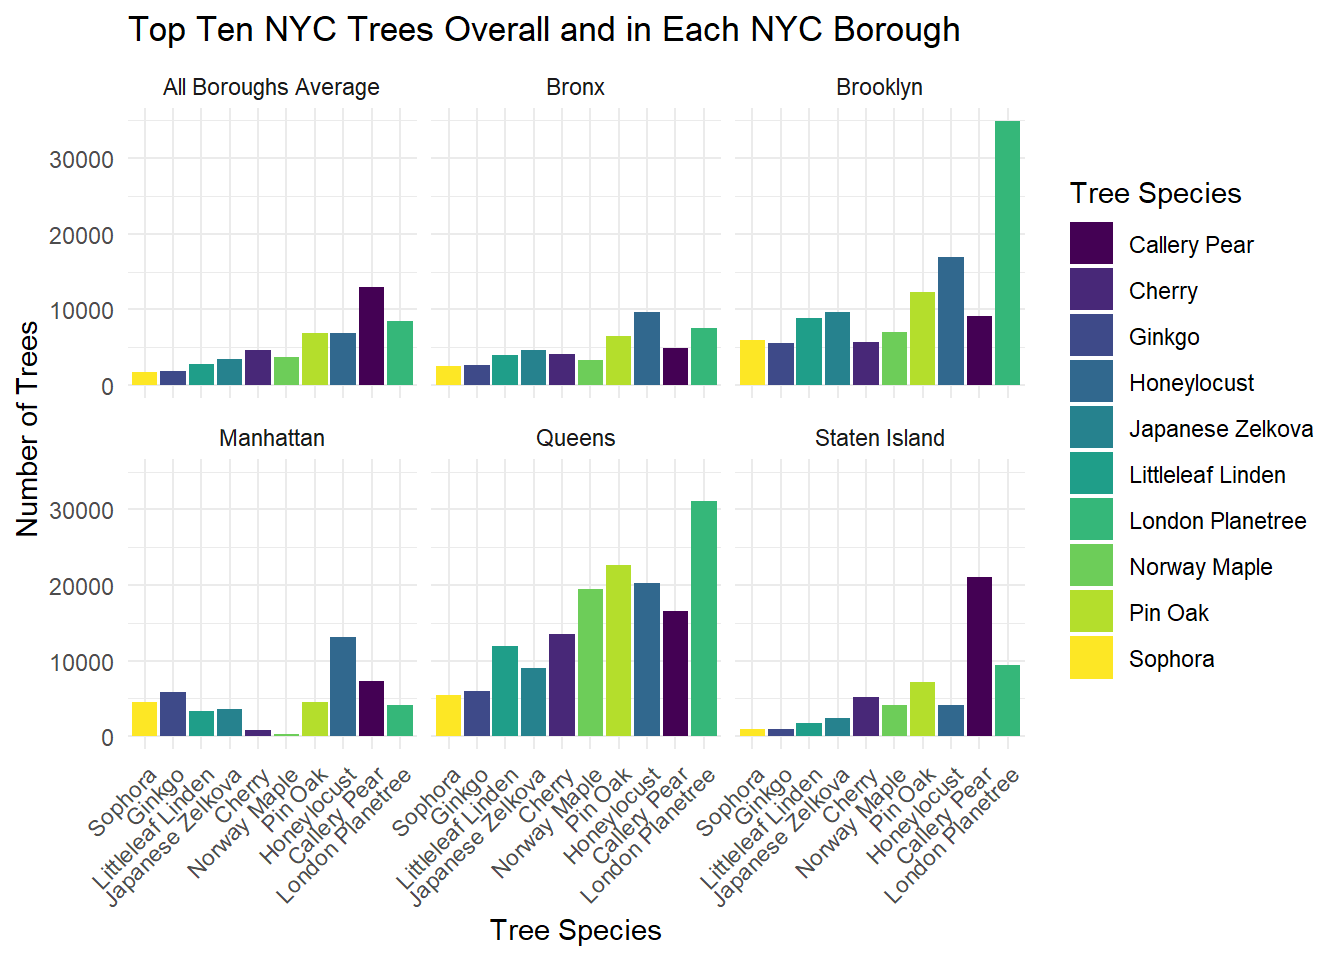 Top Ten NYC Trees Overall and in Each NYC Borough
All Boroughs Average
Bronx
Brooklyn
30000
20000
10000
0
Manhattan
Queens
Staten Island
30000
20000
10000
0
Number of Trees
Sophora
Ginkgo
Littleleaf Linden
Japanese Zelkova
Cherry
Norway Maple
Pin Oak
Honeylocust
Callery Pear
London Planetree
Sophora
Ginkgo
Littleleaf Linden
Japanese Zelkova
Cherry
Norway Maple
Pin Oak
Honeylocust
Callery Pear
London Planetree
Sophora
Ginkgo
Littleleaf Linden
Japanese Zelkova
Cherry
Norway Maple
Pin Oak
Honeylocust
Callery Pear
London Planetree
Tree Species
Tree Species
Callery Pear
Cherry
Ginkgo
Honeylocust
Japanese Zelkova
Littleleaf Linden
London Planetree
Norway Maple
Pin Oak
Sophora